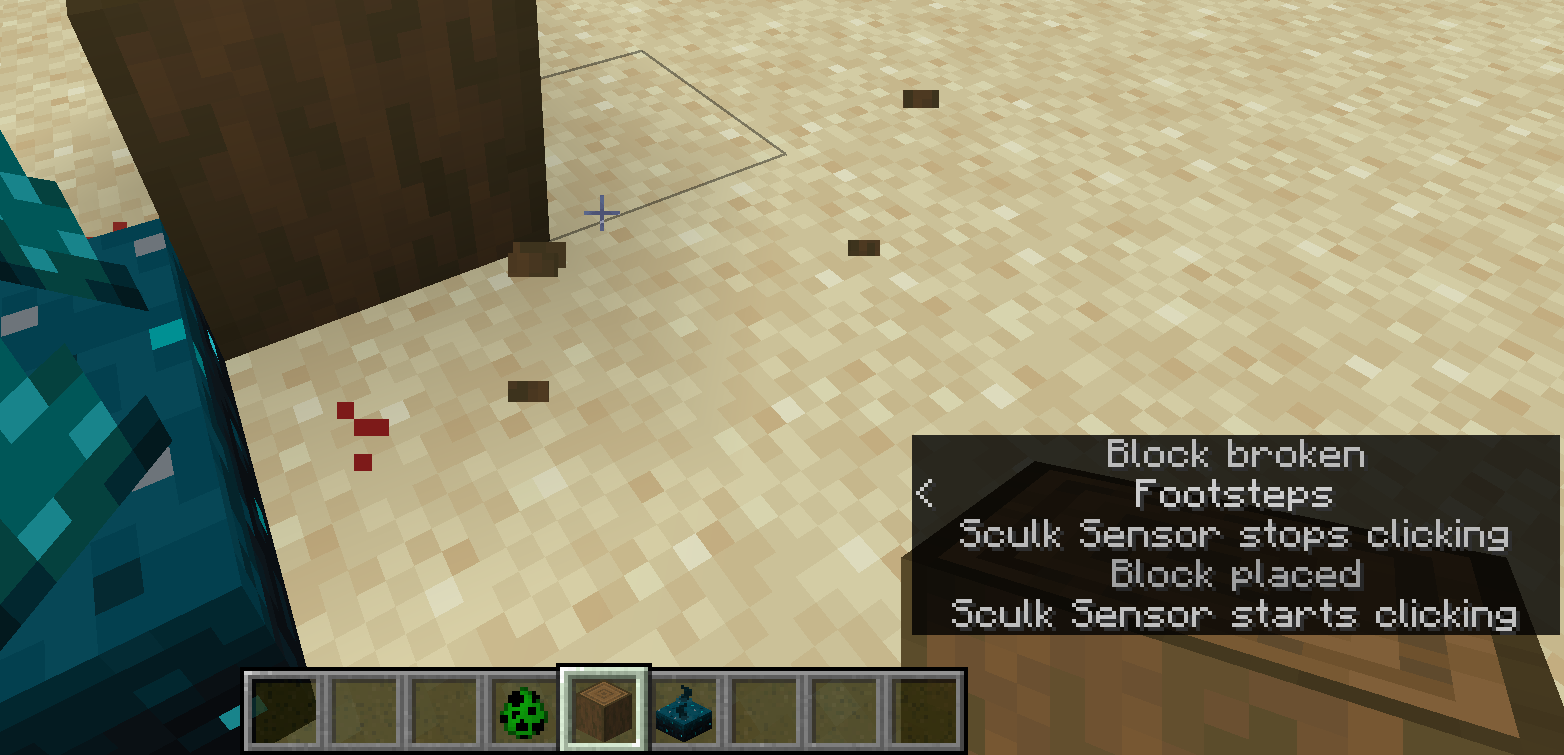 Block broken
< Footsteps
Sculk Sensor stops clicking
Block placed
Sculk Sensor starts clicking